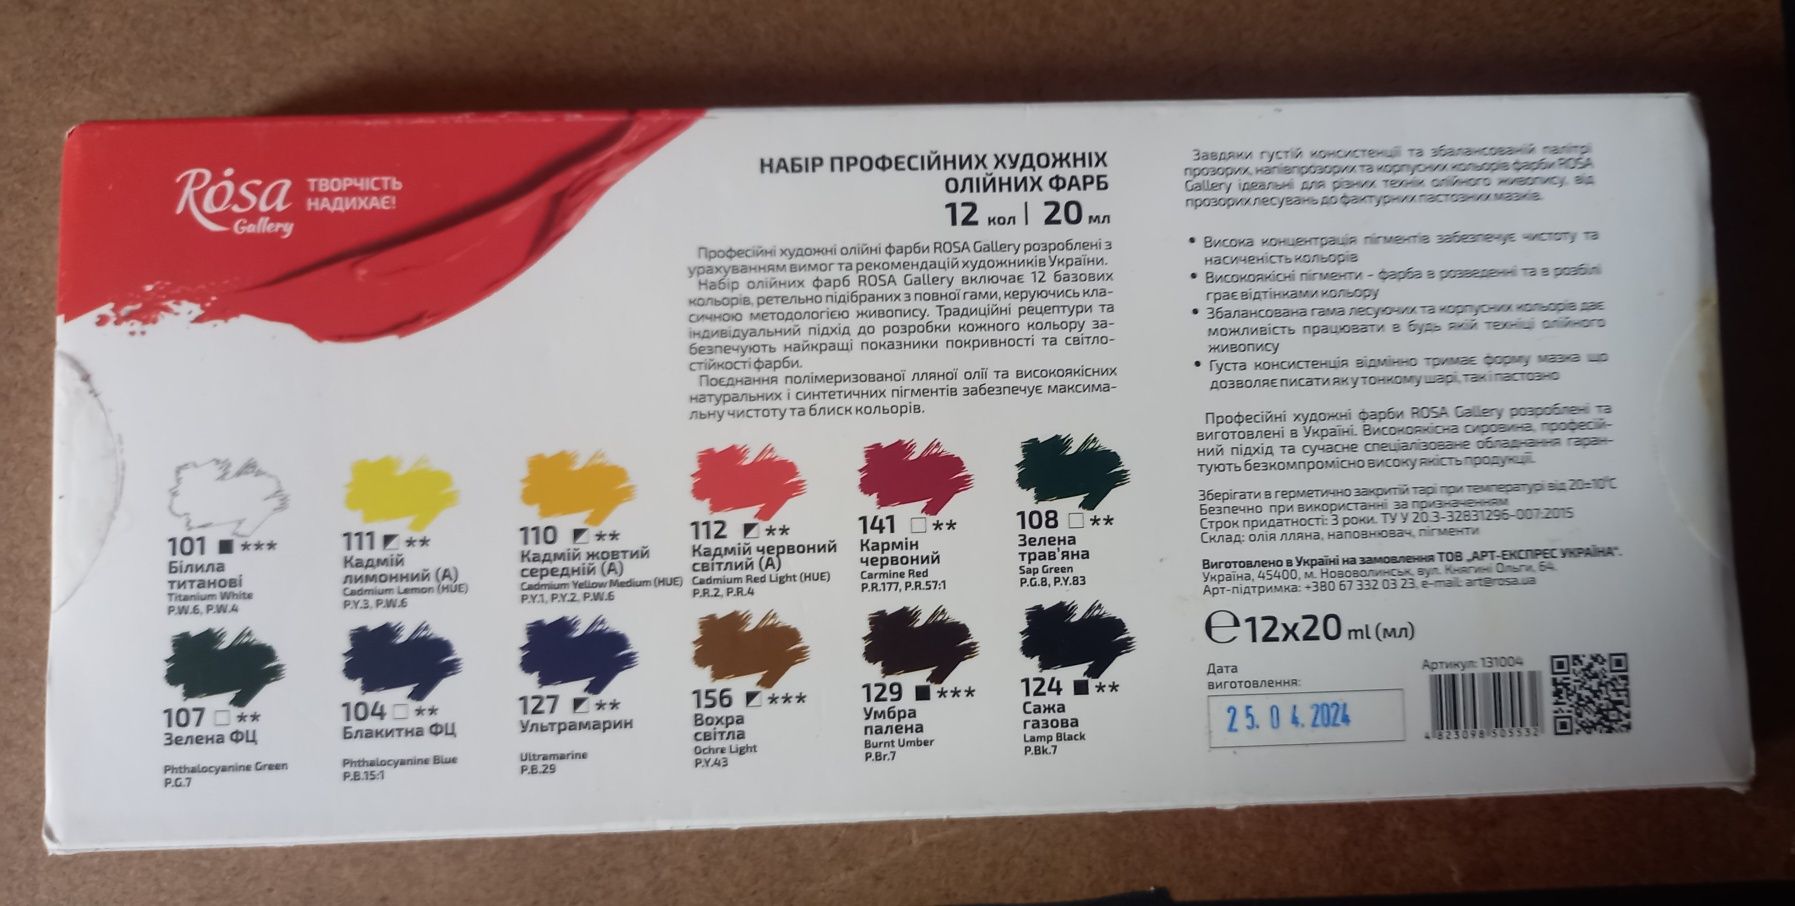 Rósa
Gallery
ТВОРЧІСТЬ
НАДИХАЄ!
НАБІР ПРОФЕСІЙНИХ ХУДОЖНІХ
ОЛІЙНИХ ФАРБ
12 кол | 20 мл
Професійні художні олійні фарби ROSA Gallery розроблені з
урахуванням вимог та рекомендацій художників України.
Набір олійних фарб ROSA Gallery включає 12 базових
кольорів, ретельно підібраних з повної гами, керуючись кла-
сичною методологією живопису. Традиційні рецептури та
індивідуальний підхід до розробки кожного кольору за-
безпечують найкращі показники покривності та світло-
стійкості фарби.
Поєднання полімеризованої лляної олії та високоякісних
натуральних і синтетичних пігментів забезпечує максима-
льну чистоту та блиск кольорів.
101 ***
Білила
титанові
Titanium White
P.W.6, P.W.4
111 **
Кадмій
лимонний (А)
Cadmium Lemon (HUE)
P.Y.3, P.W.6
110 **
Кадмій жовтий
середній (А)
Cadmium Yellow Medium (HUE)
P.Y.1, P.Y.2, P.W.6
112 **
Кадмій червоний
світлий (А)
Cadmium Red Light (HUE)
P.R.2, P.R.4
141 **
Кармін
червоний
Carmine Red
P.R.177, P.R.57:1
108 **
Зелена
трав'яна
Sap Green
P.G.8, P.Y.83
107 **
Зелена ФЦ
Phthalocyanine Green
P.G.7
104 **
Блакитна ФЦ
Phthalocyanine Blue
P.B.15:1
127 **
Ультрамарин
Ultramarine
P.B.29
156 ***
Вохра
світла
Ochre Light
P.Y.43
129 ***
Умбра
палена
Burnt Umber
P.Br.7
124 **
Сажа
газова
Lamp Black
P.Bk.7
Завдяки густій консистенції та збалансованій палітрі
прозорих, напівпрозорих та корпусних кольорів фарби ROSA
Gallery ідеальні для різних технік олійного живопису, від
прозорих лесувань до фактурних пастозних мазків.
• Висока концентрація пігментів забезпечує чистоту та
насиченість кольорів
• Високоякісні пігменти - фарба в розведенні та в розбілі
грає відтінками кольору
• Збалансована гама лесуючих та корпусних кольорів дає
можливість працювати в будь якій техніці олійного
живопису
• Густа консистенція відмінно тримає форму мазка що
дозволяє писати як у тонкому шарі, так і пастозно
Професійні художні фарби ROSA Gallery розроблені та
виготовлені в Україні. Високоякісна сировина, професій-
ний підхід та сучасне спеціалізоване обладнання гаран-
тують безкомпромісно високу якість продукції.
Зберігати в герметично закритій тарі при температурі від 20±10°C
Безпечно при використанні за призначенням
Строк придатності: 3 роки. ТУ У 20.3-32831296-007:2015
Склад: олія лляна, наповнювач, пігменти
Виготовлено в Україні на замовлення ТОВ „АРТ-ЕКСПРЕС УКРАЇНА".
Україна, 45400, м. Нововолинськ, вул. Княгині Ольги, 64.
Арт-підтримка: +380 67 332 03 23, e-mail: art@rosa.ua
℮12x20 ml (мл)
Дата
виготовлення:
25.04.2024
Артикул: 131004
4 823098 505532